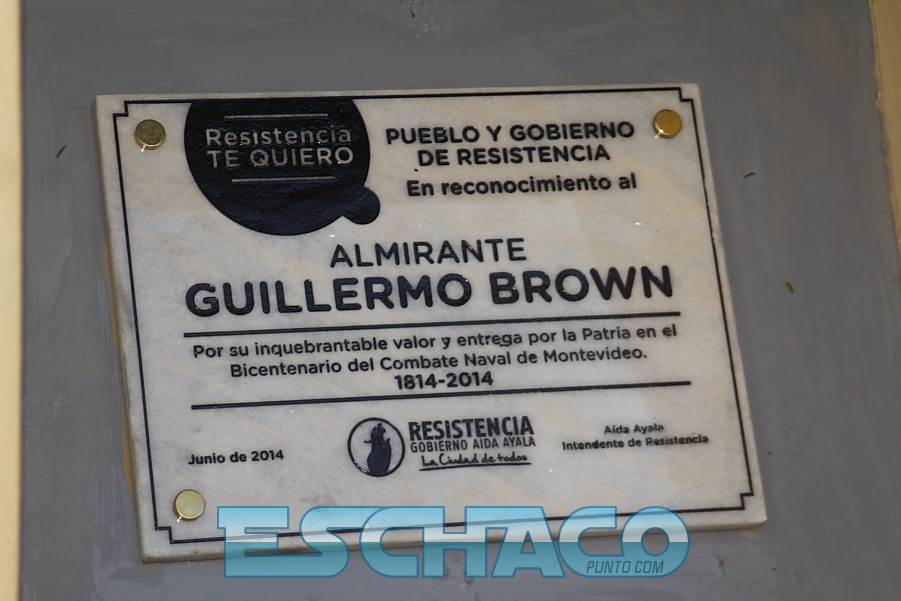 Resistencia
TE QUIERO
PUEBLO Y GOBIERNO
DE RESISTENCIA
En reconocimiento al
ALMIRANTE
GUILLERMO BROWN
Por su inquebrantable valor y entrega por la Patria en el
Bicentenario del Combate Naval de Montevideo.
1814-2014
Junio de 2014
RESISTENCIA
GOBIERNO AIDA AYALA
La Ciudad de todos
Aida Ayala
Intendente de Resistencia
ESCHACO
PUNTO COM